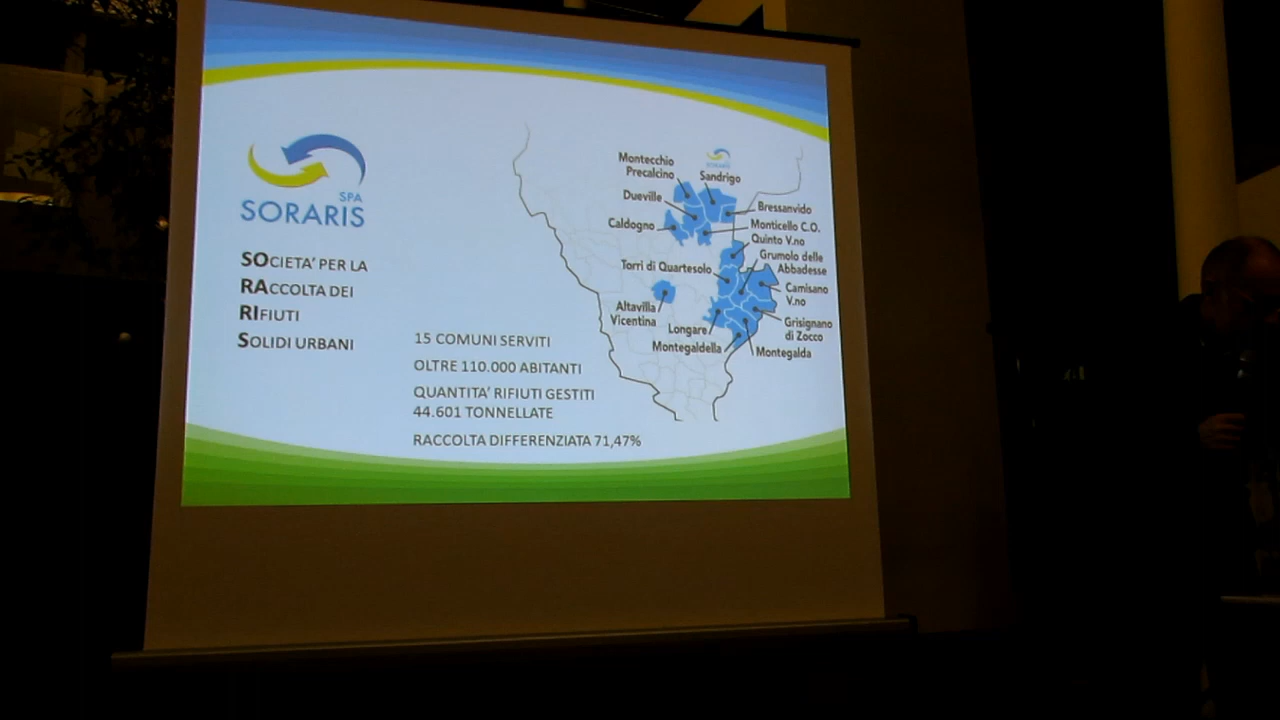 SPA
SORARIS
SOCIETA' PER LA
RACCOLTA DEI
RIFIUTI
SOLIDI URBANI
15 COMUNI SERVITI
OLTRE 110.000 ABITANTI
QUANTITA' RIFIUTI GESTITI
44.601 TONNELLATE
RACCOLTA DIFFERENZIATA 71,47%
Montecchio
Precalcino
SORARIS
Sandrigo
Dueville
Bressanvido
Caldogno
Monticello C.O.
Quinto V.no
Grumolo delle
Abbadesse
Torri di Quartesolo
Camisano
V.no
Altavilla
Vicentina
Longare
Grisignano
di Zocco
Montegaldella
Montegalda